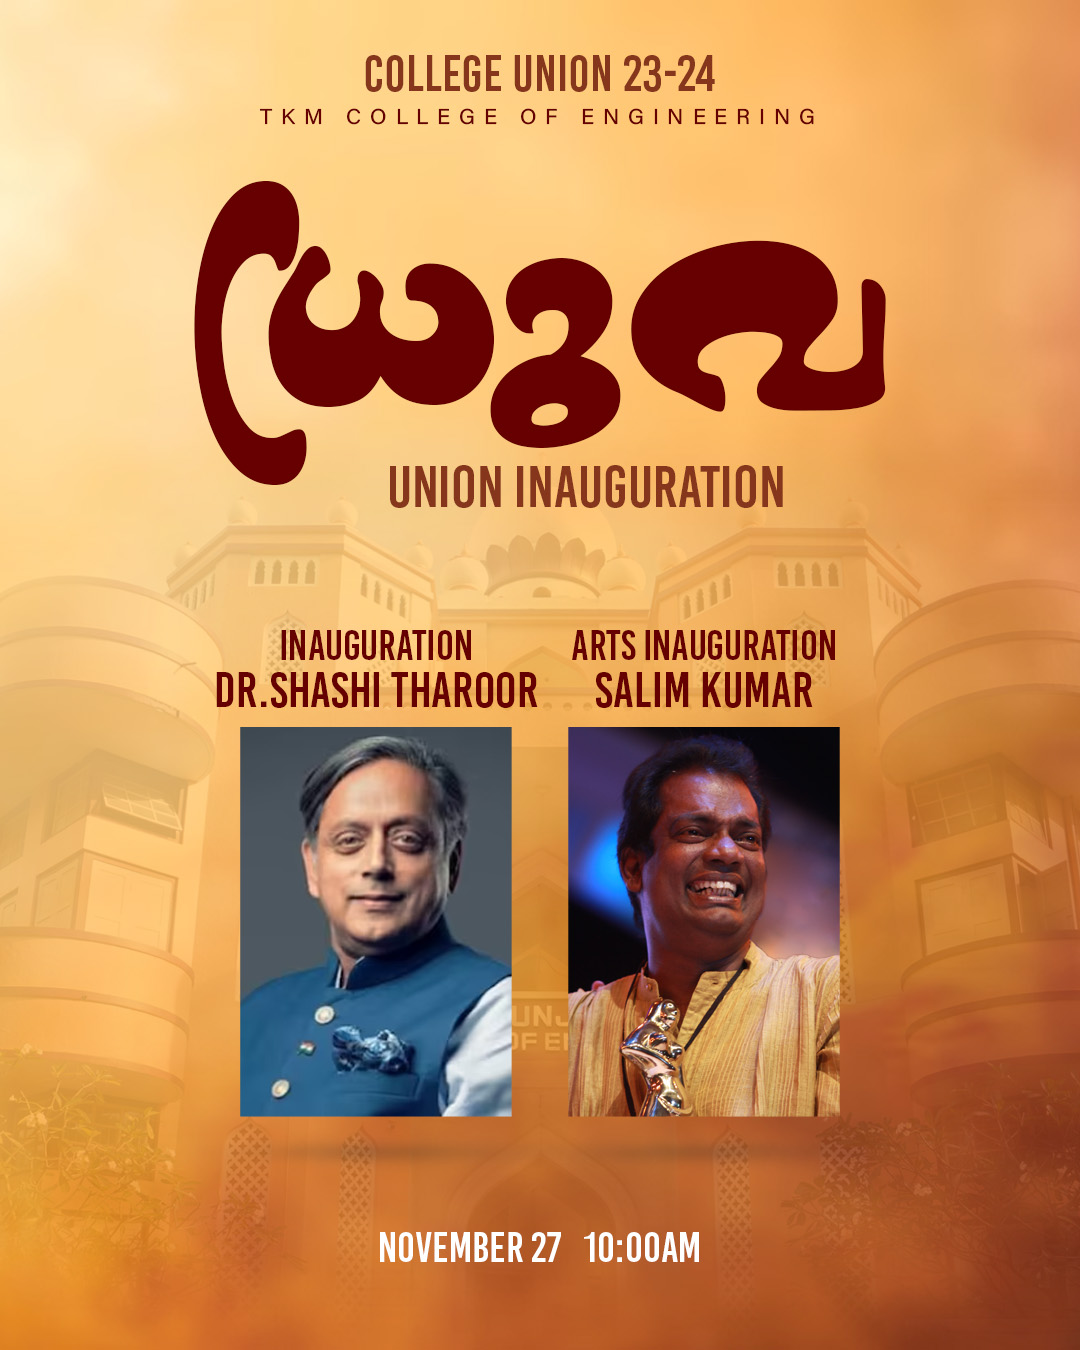 COLLEGE UNION 23-24
TKM COLLEGE OF ENGINEERING
ധ്രുവ
UNION INAUGURATION
INAUGURATION
DR.SHASHI THAROOR
ARTS INAUGURATION
SALIM KUMAR
NOVEMBER 27 10:00AM